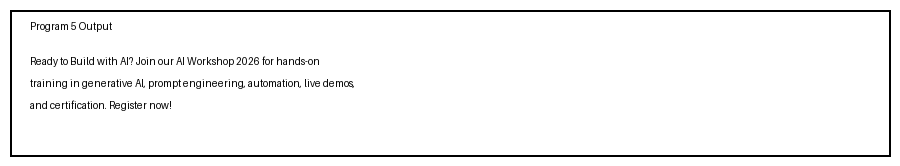 Program 5 Output
Ready to Build with AI? Join our AI Workshop 2026 for hands-on
training in generative AI, prompt engineering, automation, live demos,
and certification. Register now!